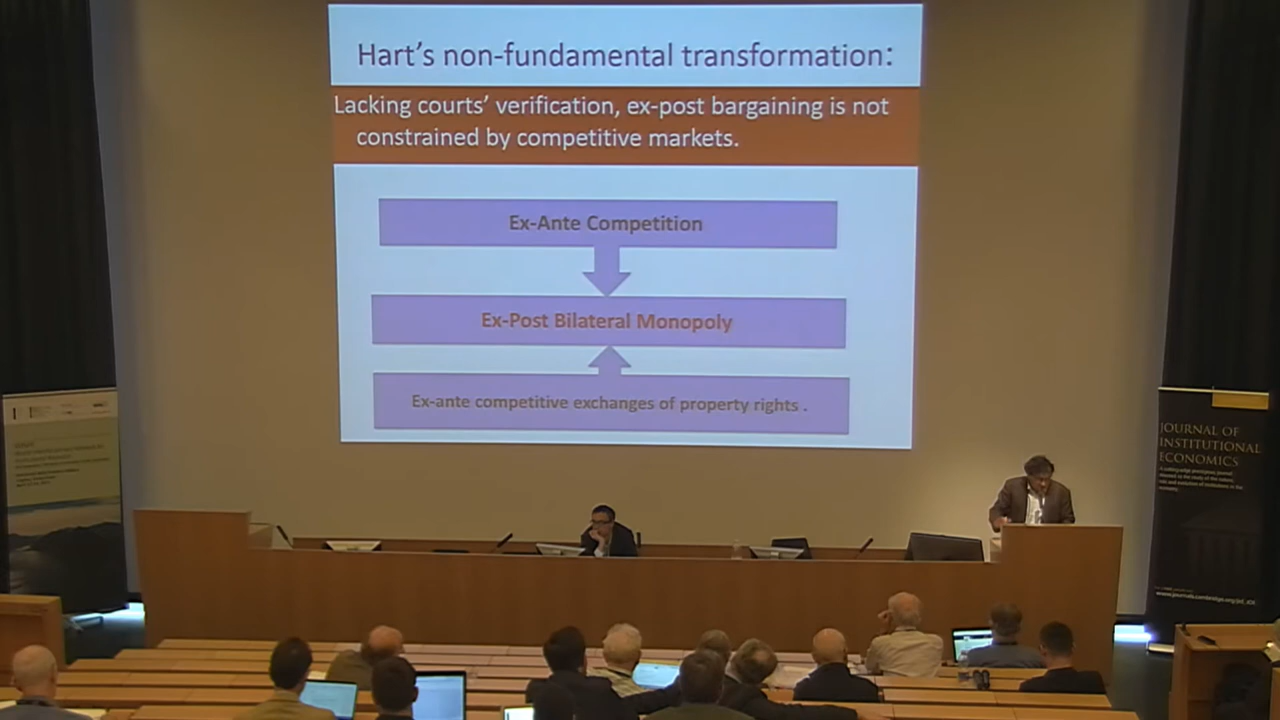 Hart's non-fundamental transformation:
Lacking courts' verification, ex-post bargaining is not
constrained by competitive markets.
Ex-Ante Competition
Ex-Post Bilateral Monopoly
Ex-ante competitive exchanges of property rights .
JOURNAL OF
INSTITUTIONAL
ECONOMICS